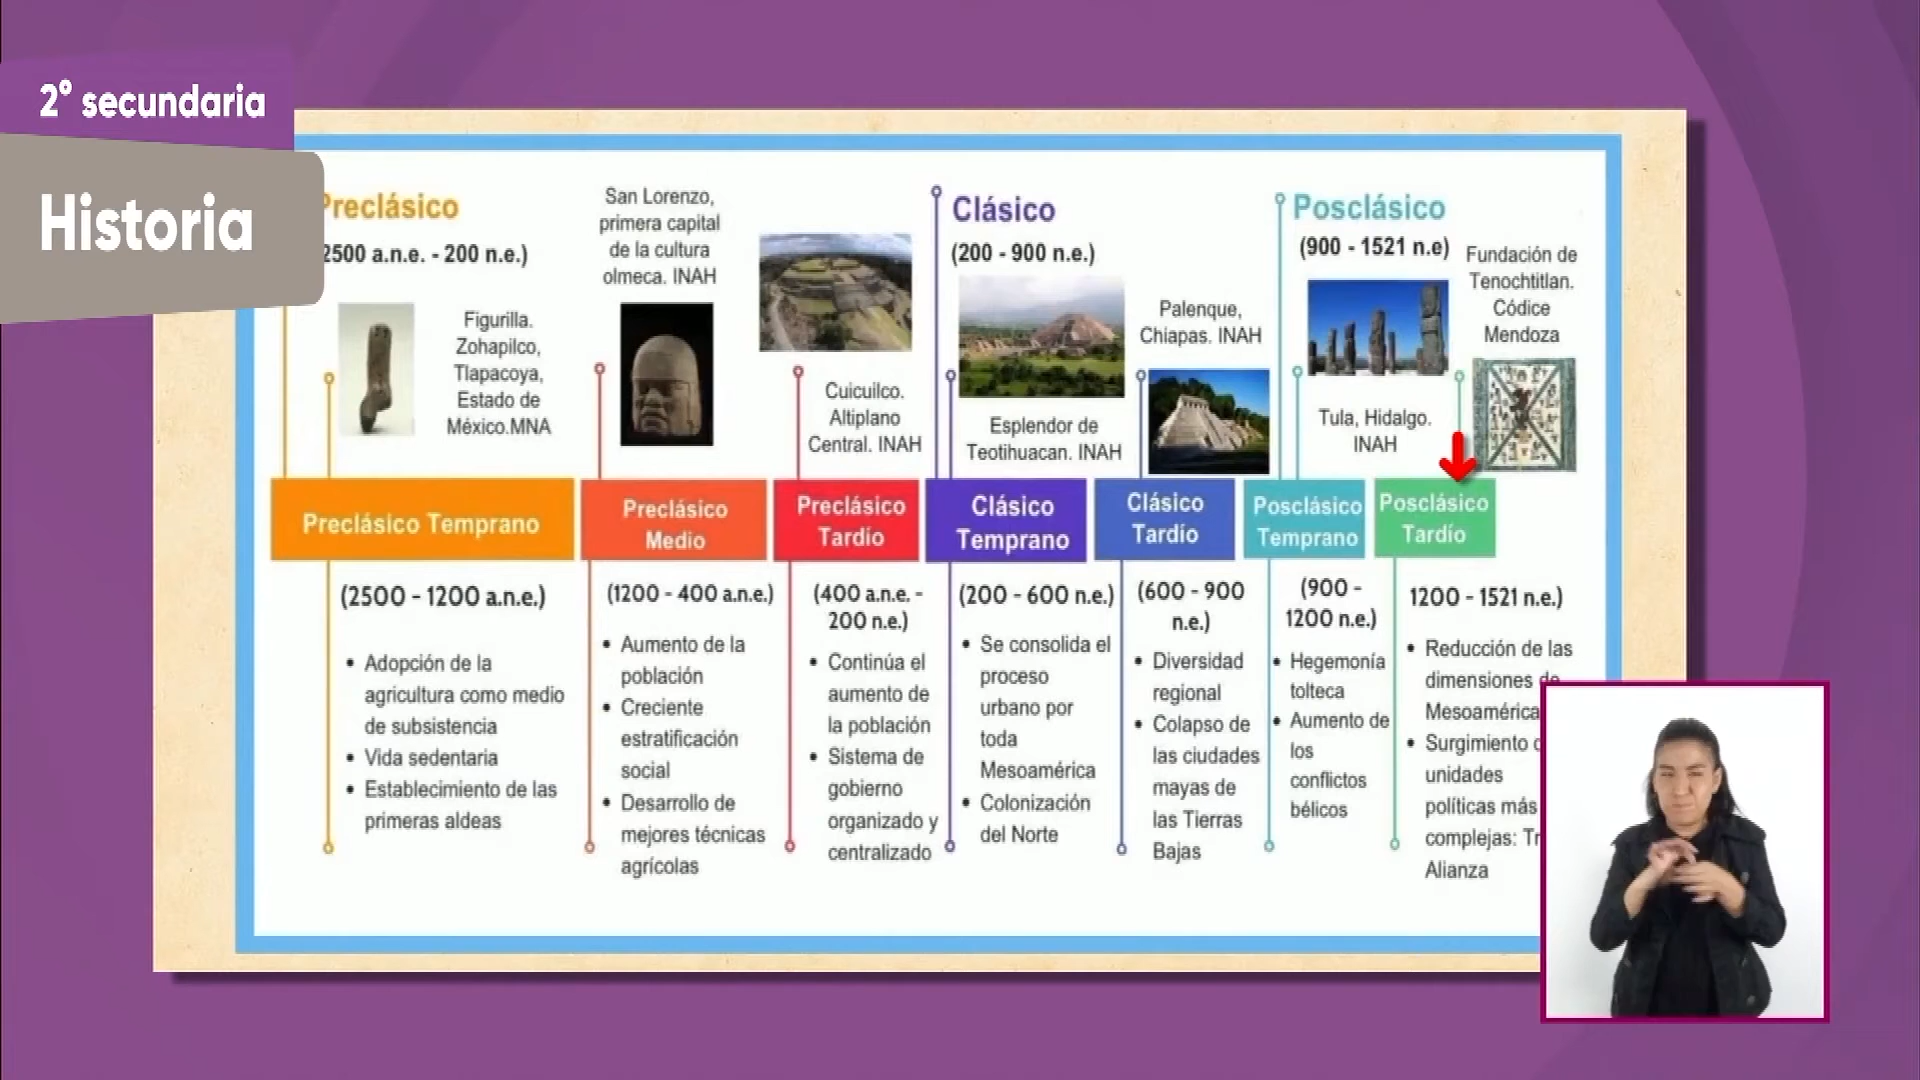 2° secundaria
Historia
Preclásico
2500 a.n.e. - 200 n.e.)
Figurilla.
Zohapilco,
Tlapacoya,
Estado de
México.MNA
San Lorenzo,
primera capital
de la cultura
olmeca. INAH
Cuicuilco.
Altiplano
Central. INAH
Clásico
(200 - 900 n.e.)
Esplendor de
Teotihuacan. INAH
Palenque,
Chiapas. INAH
Posclásico
(900 - 1521 n.e)
Tula, Hidalgo.
INAH
Fundación de
Tenochtitlan.
Códice
Mendoza
Preclásico Temprano
(2500 - 1200 a.n.e.)
• Adopción de la
agricultura como medio
de subsistencia
• Vida sedentaria
• Establecimiento de las
primeras aldeas
Preclásico
Medio
(1200 - 400 a.n.e.)
• Aumento de la
población
• Creciente
estratificación
social
• Desarrollo de
mejores técnicas
agrícolas
Preclásico
Tardío
(400 a.n.e. -
200 n.e.)
• Continúa el
aumento de
la población
• Sistema de
gobierno
organizado y
centralizado
Clásico
Temprano
(200 - 600 n.e.)
• Se consolida el
proceso
urbano por
toda
Mesoamérica
• Colonización
del Norte
Clásico
Tardío
(600 - 900
n.e.)
• Diversidad
regional
• Colapso de
las ciudades
mayas de
las Tierras
Bajas
Posclásico
Temprano
(900 -
1200 n.e.)
• Hegemonía
tolteca
• Aumento de
los
conflictos
bélicos
Posclásico
Tardío
1200 - 1521 n.e.)
• Reducción de las
dimensiones de
Mesoamérica
• Surgimiento
unidades
políticas más
complejas:
Alianza